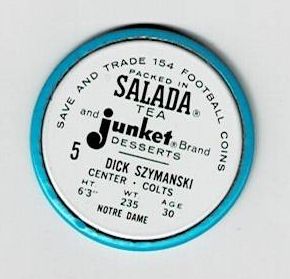 SAVE AND TRADE 154 FOOTBALL COINS
PACKED IN
SALADA®
TEA
and Junket® Brand
DESSERTS
5
DICK SZYMANSKI
CENTER · COLTS
HT WT AGE
6'3" 235 30
NOTRE DAME